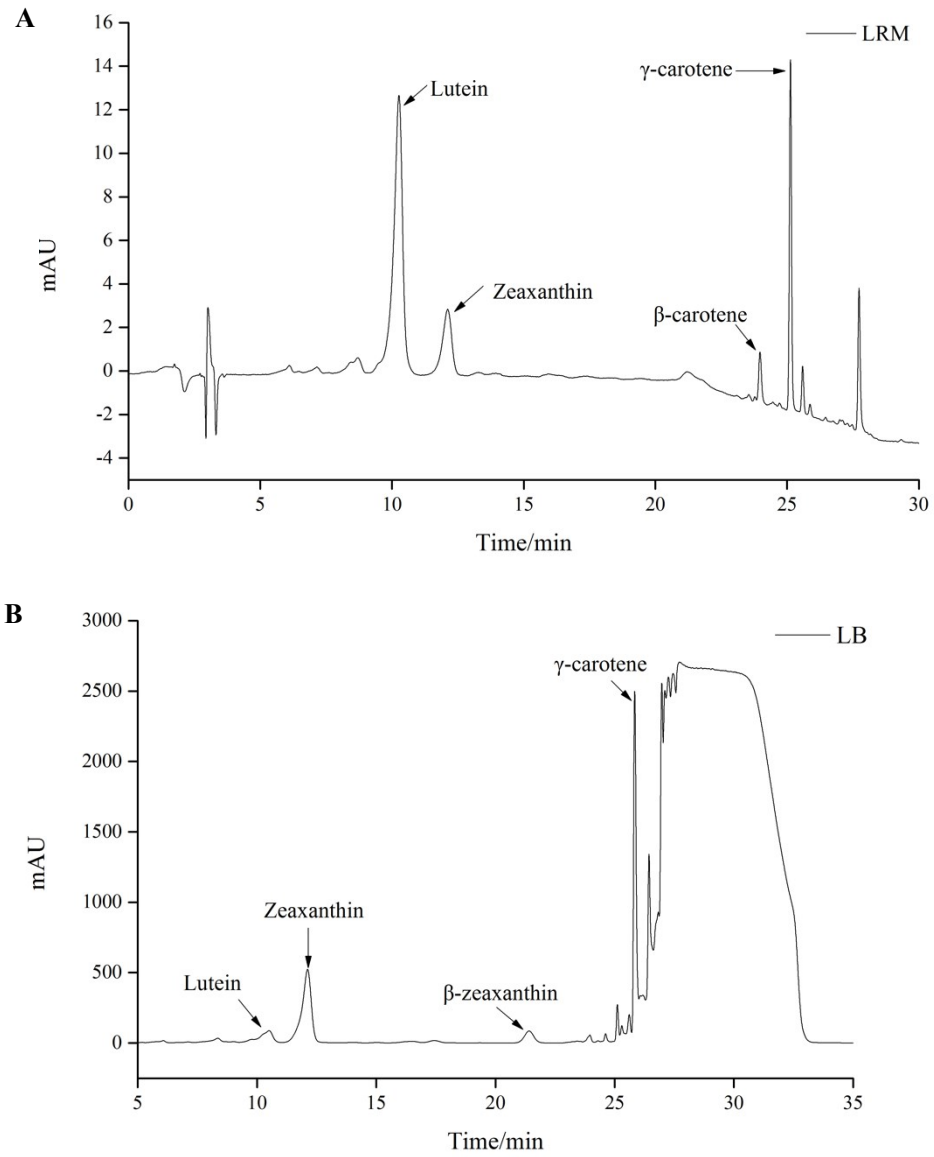 A
LRM
16
14
12
10
8
6
4
2
0
-2
-4
mAU
γ-carotene
Lutein
Zeaxanthin
β-carotene
0 5 10 15 20 25 30
Time/min
B
LB
3000
2500
2000
1500
1000
500
0
mAU
γ-carotene
Zeaxanthin
Lutein
β-zeaxanthin
5 10 15 20 25 30 35
Time/min